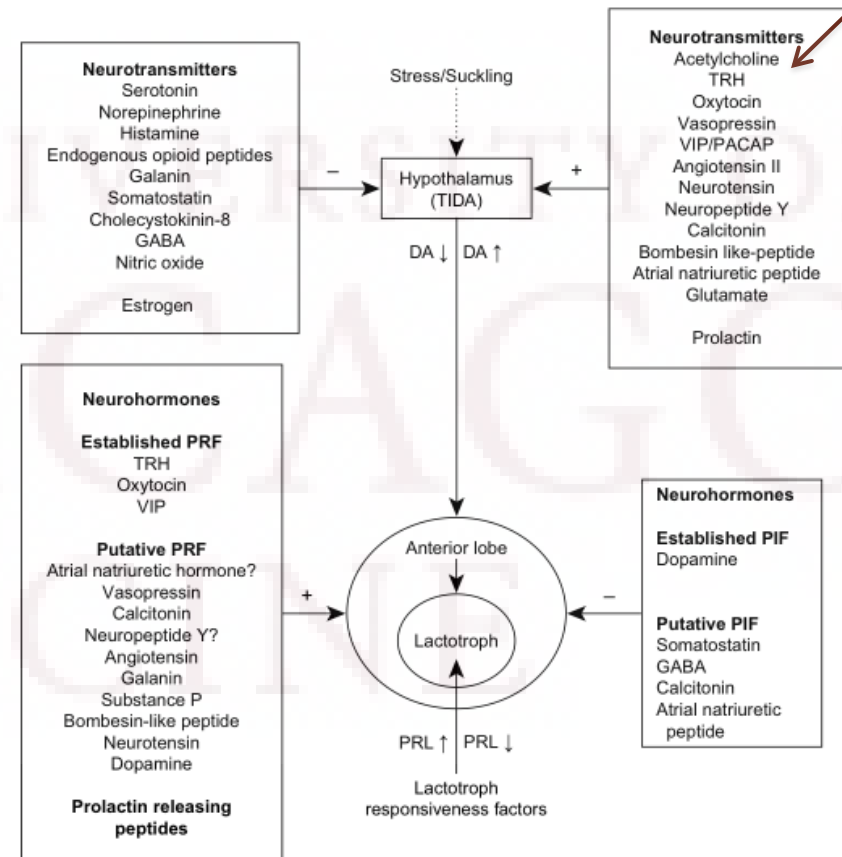 Neurotransmitters
Serotonin
Norepinephrine
Histamine
Endogenous opioid peptides
Galanin
Somatostatin
Cholecystokinin-8
GABA
Nitric oxide
Estrogen
–
Stress/Suckling
Hypothalamus
(TIDA)
DA ↓ DA ↑
+
Neurotransmitters
Acetylcholine
TRH
Oxytocin
Vasopressin
VIP/PACAP
Angiotensin II
Neurotensin
Neuropeptide Y
Calcitonin
Bombesin like-peptide
Atrial natriuretic peptide
Glutamate
Prolactin
Neurohormones
Established PRF
TRH
Oxytocin
VIP
Putative PRF
Atrial natriuretic hormone?
Vasopressin
Calcitonin
Neuropeptide Y?
Angiotensin
Galanin
Substance P
Bombesin-like peptide
Neurotensin
Dopamine
Prolactin releasing
peptides
+
Anterior lobe
Lactotroph
PRL ↑ PRL ↓
Lactotroph
responsiveness factors
–
Neurohormones
Established PIF
Dopamine
Putative PIF
Somatostatin
GABA
Calcitonin
Atrial natriuretic
peptide